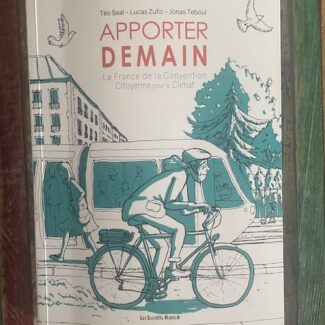 Téo Saal - Lucas Zufic - Jonas Teboul
APPORTER
DEMAIN
La France de la Convention
Citoyenne pour le Climat